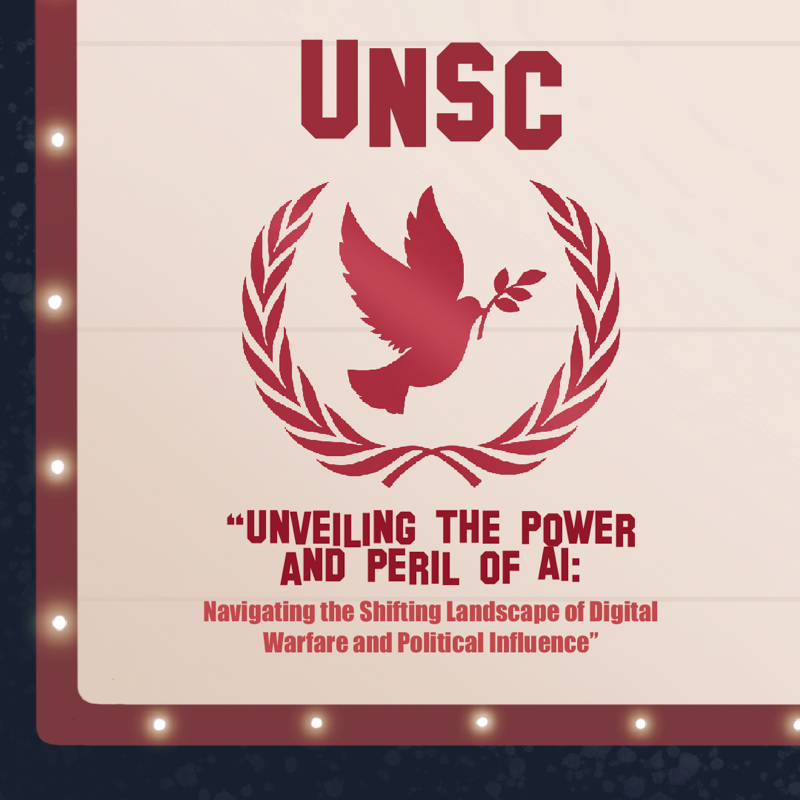 UNSC
“UNVEILING THE POWER
AND PERIL OF AI:
Navigating the Shifting Landscape of Digital
Warfare and Political Influence”